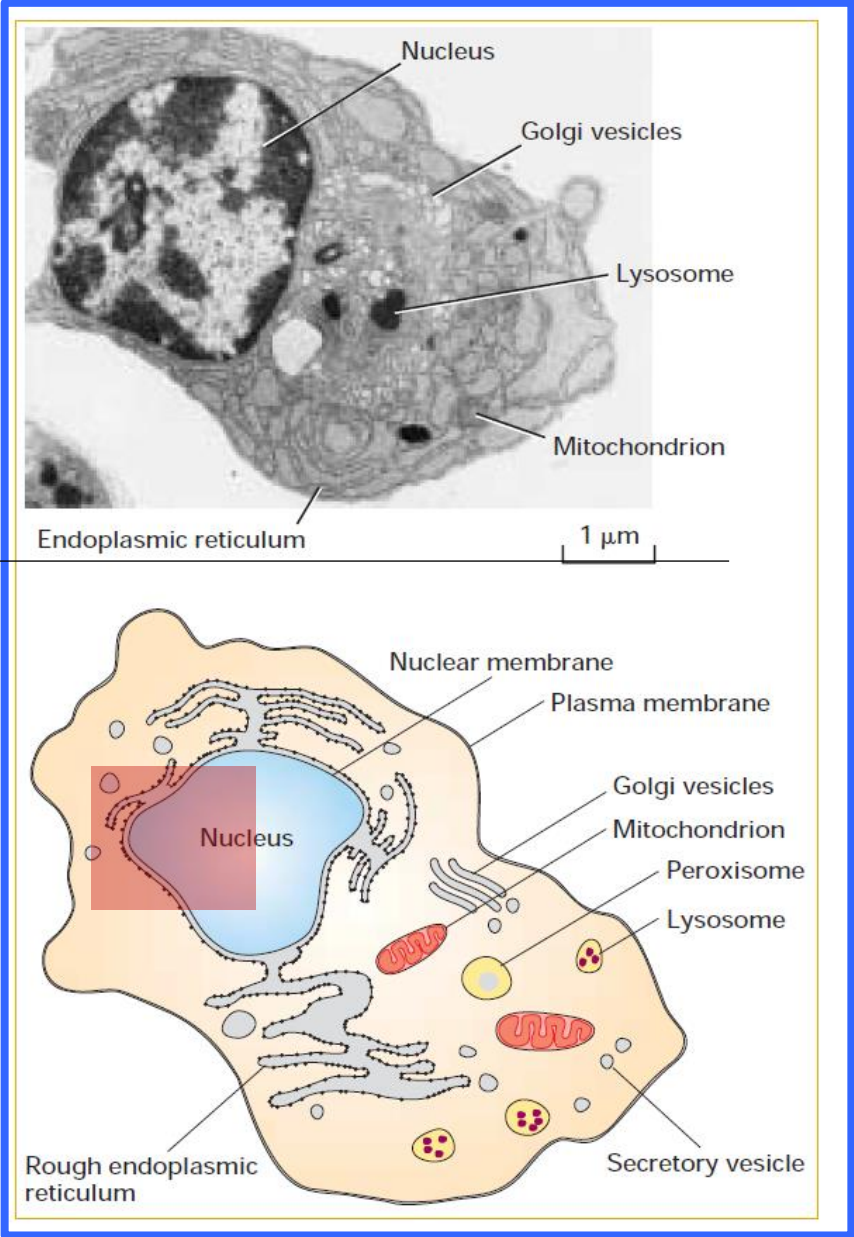 Nucleus
Golgi vesicles
Lysosome
Mitochondrion
Endoplasmic reticulum
1 μm
Nuclear membrane
Plasma membrane
Golgi vesicles
Mitochondrion
Nucleus
Peroxisome
Lysosome
Rough endoplasmic
reticulum
Secretory vesicle